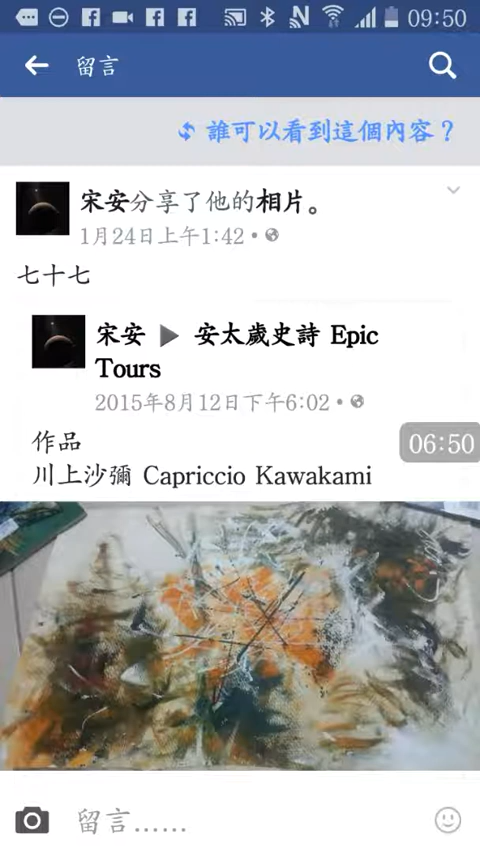 09:50
留言
誰可以看到這個內容？
宋安分享了他的相片。
1月24日上午1:42 •
七十七
宋安 ▶ 安太歲史詩 Epic
Tours
2015年8月12日下午6:02 •
06:50
作品
川上沙彌 Capriccio Kawakami
留言......